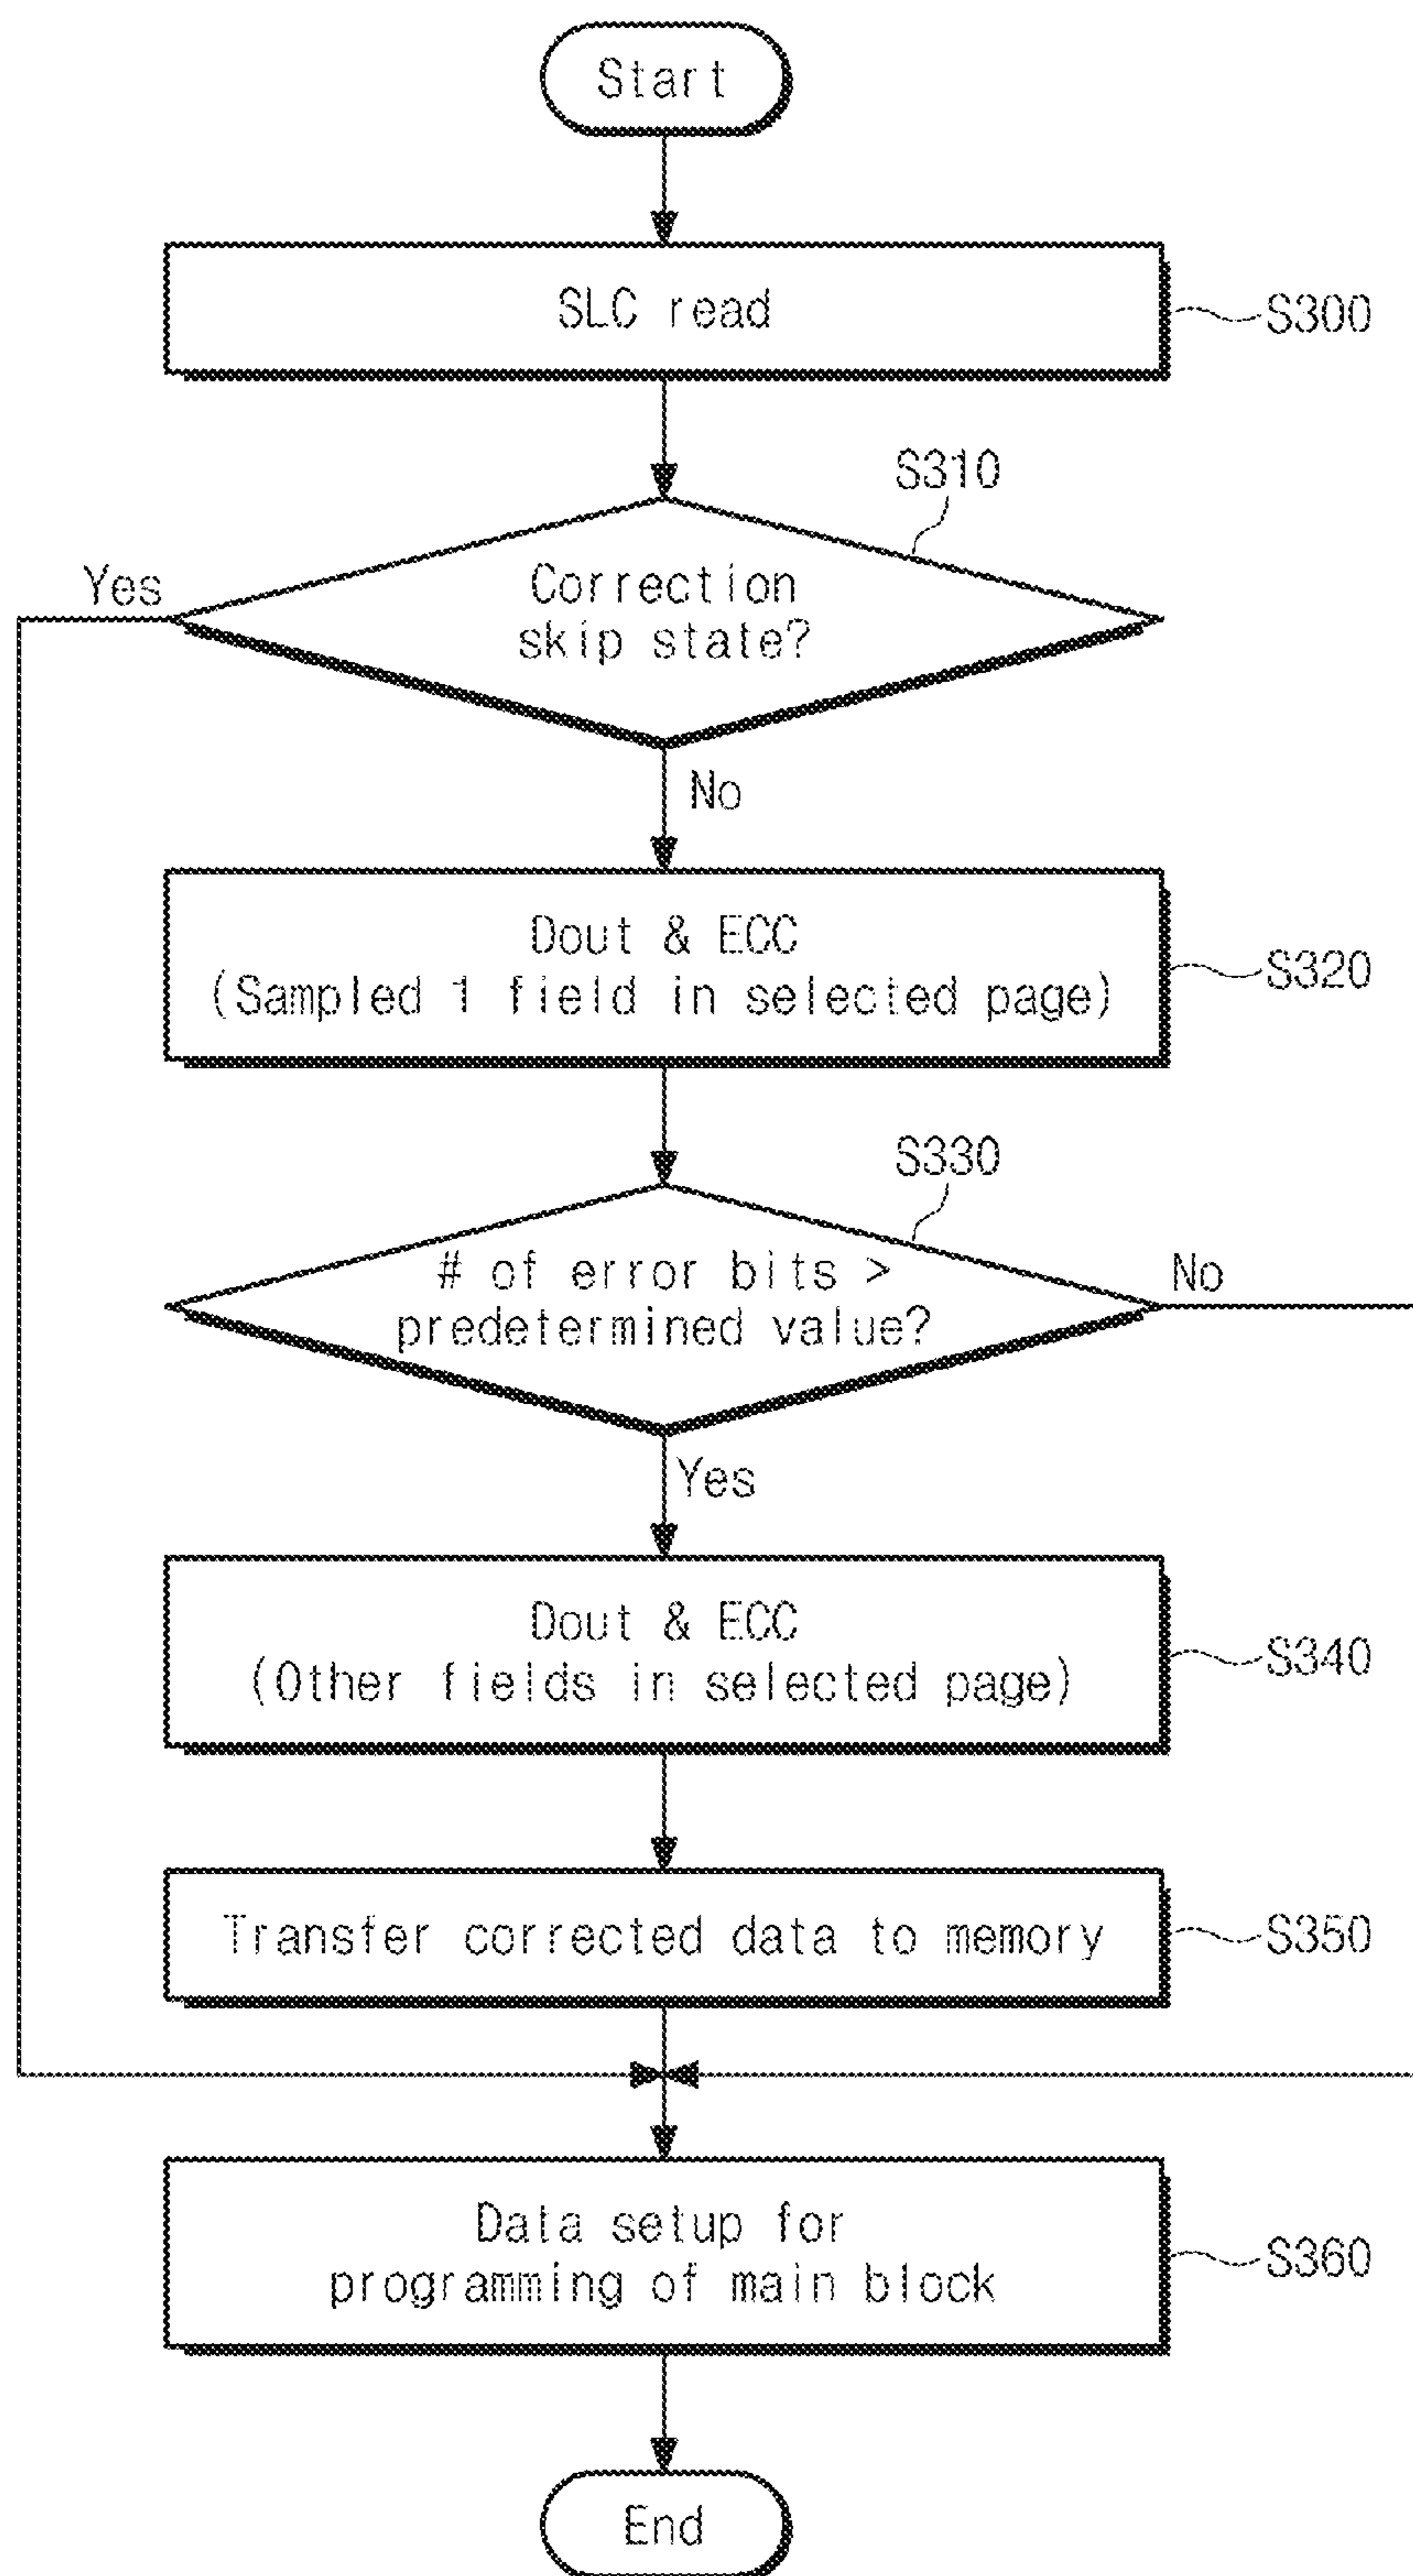 Start
SLC read
S300
S310
Correction
skip state?
Yes
No
Dout & ECC
(Sampled 1 field in selected page)
S320
S330
# of error bits >
predetermined value?
No
Yes
Dout & ECC
(Other fields in selected page)
S340
Transfer corrected data to memory
S350
Data setup for
programming of main block
S360
End